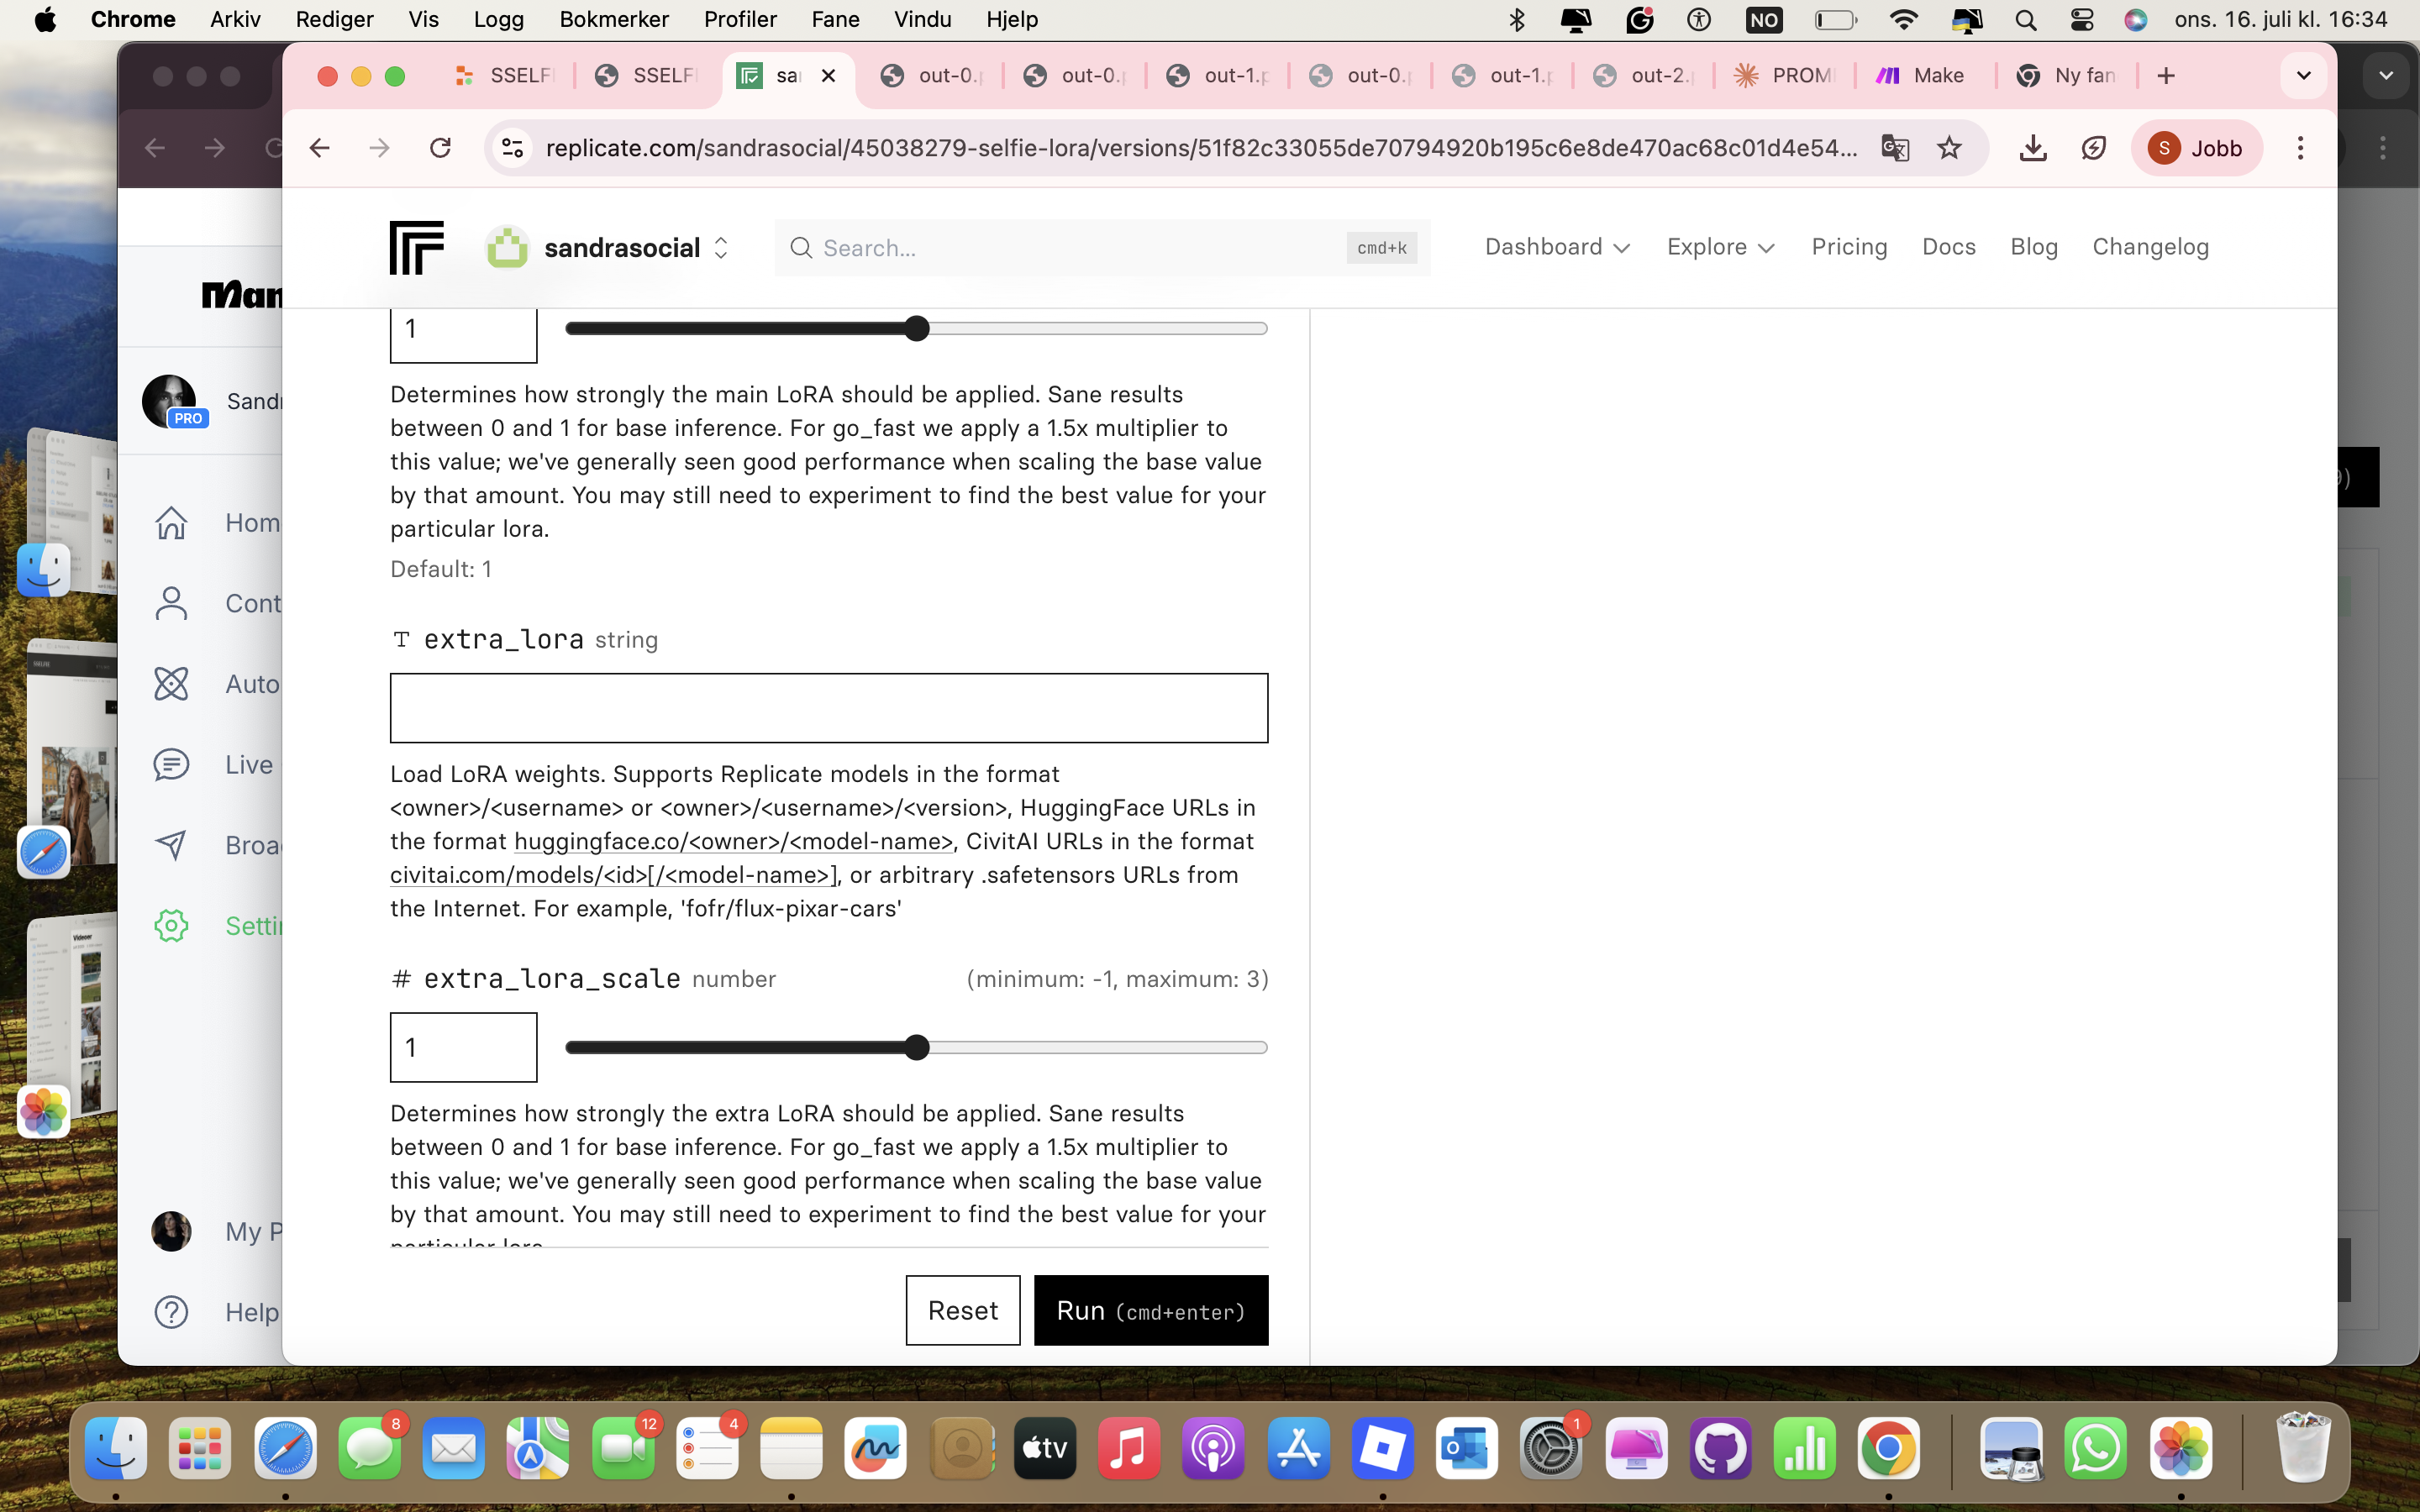 Chrome Arkiv Rediger Vis Logg Bokmerker Profiler Fane Vindu Hjelp NO ons. 16. juli kl. 16:34
SSELF SSELF sa out-0.p out-0.p out-1.p out-0.p out-1.p out-2. PROM Make Ny fan
replicate.com/sandrasocial/45038279-selfie-lora/versions/51f82c33055de70794920b195c6e8de470ac68c01d4e54... Jobb
S
sandrasocial Search... cmd+k Dashboard Explore Pricing Docs Blog Changelog
Man
PRO
Sand
Hom
Cont
Auto
Live
Broa
Setti
My P
Help
1
Determines how strongly the main LoRA should be applied. Sane results
between 0 and 1 for base inference. For go_fast we apply a 1.5x multiplier to
this value; we've generally seen good performance when scaling the base value
by that amount. You may still need to experiment to find the best value for your
particular lora.
Default: 1
T extra_lora string
Load LoRA weights. Supports Replicate models in the format
<owner>/<username> or <owner>/<username>/<version>, HuggingFace URLs in
the format huggingface.co/<owner>/<model-name>, CivitAI URLs in the format
civitai.com/models/<id>[/<model-name>], or arbitrary .safetensors URLs from
the Internet. For example, 'fofr/flux-pixar-cars'
# extra_lora_scale number (minimum: -1, maximum: 3)
1
Determines how strongly the extra LoRA should be applied. Sane results
between 0 and 1 for base inference. For go_fast we apply a 1.5x multiplier to
this value; we've generally seen good performance when scaling the base value
by that amount. You may still need to experiment to find the best value for your
particular lora.
Reset Run (cmd+enter)
8 12 4 tv 1